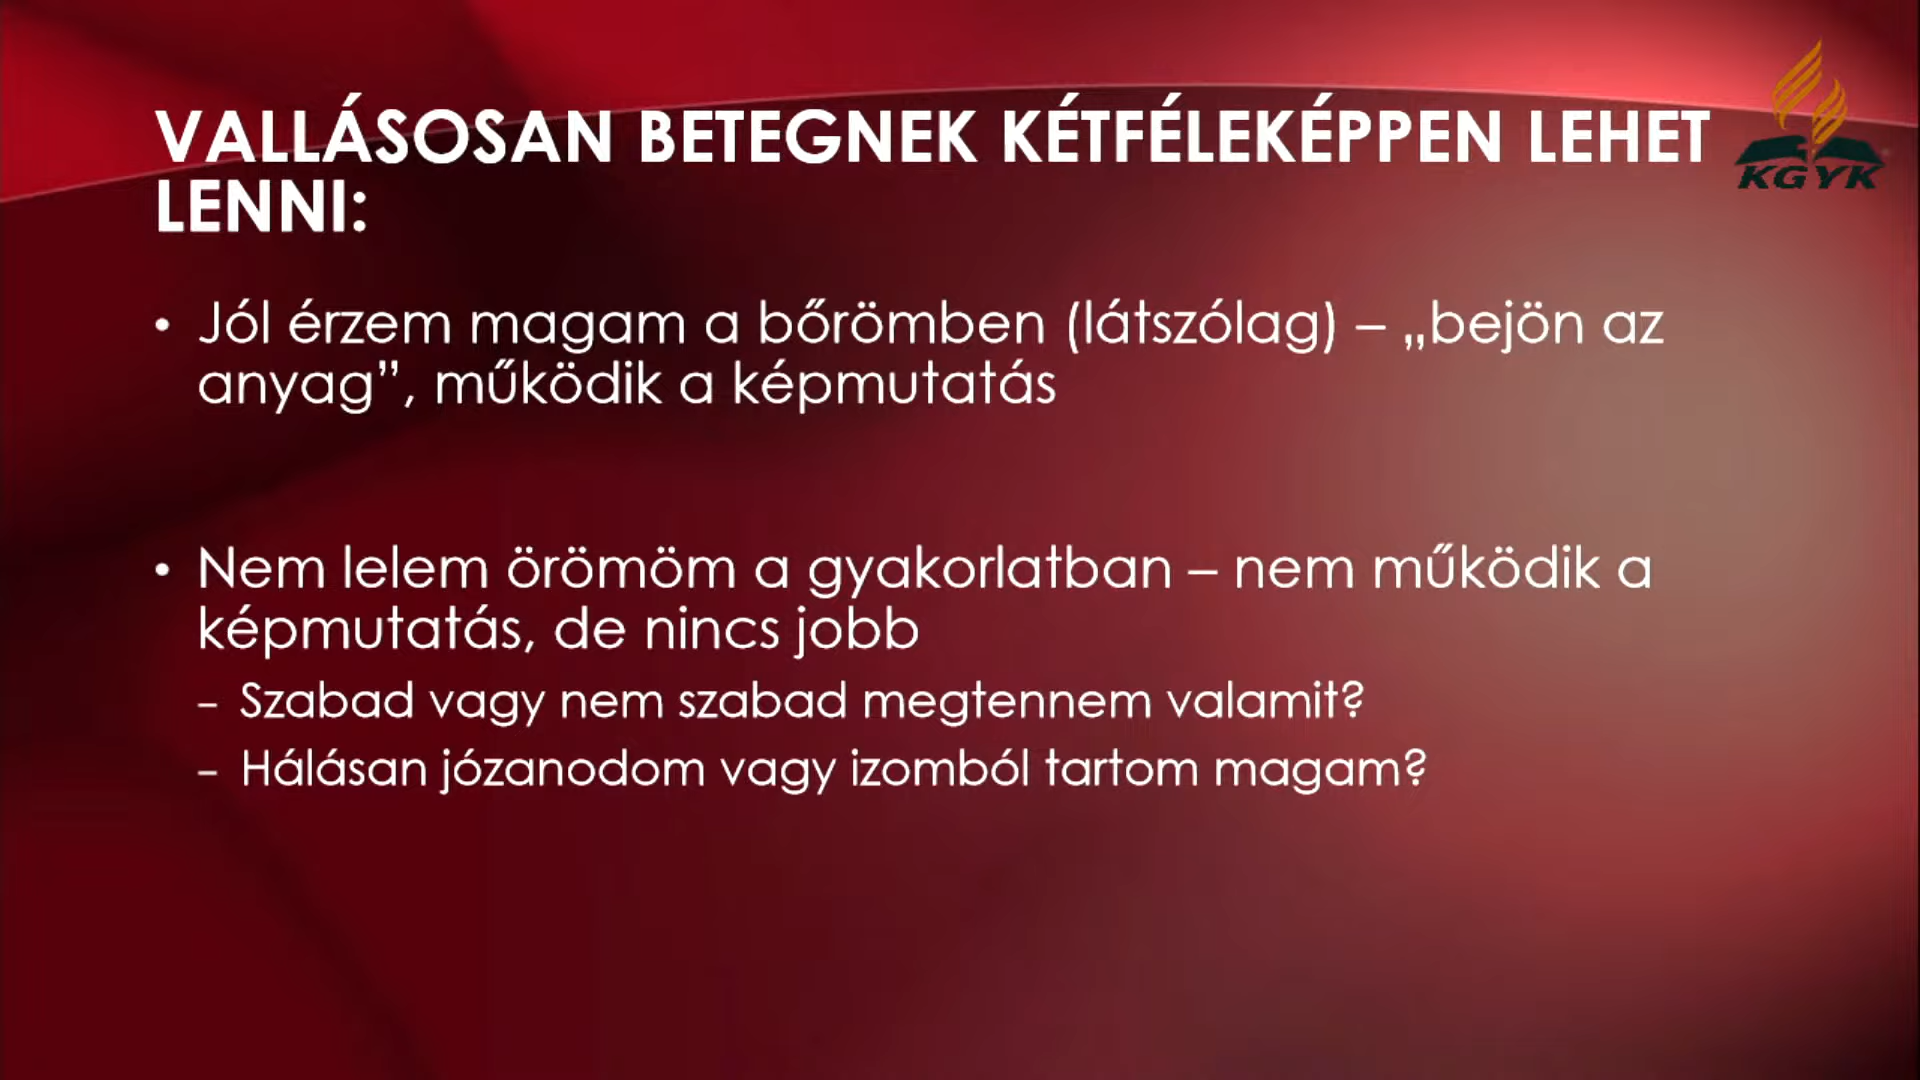 VALLÁSOSAN BETEGNEK KÉTFÉLEKÉPPEN LEHET
LENNI:
KGYK
• Jól érzem magam a bőrömben (látszólag) – „bejön az
anyag”, működik a képmutatás
• Nem lelem örömöm a gyakorlatban – nem működik a
képmutatás, de nincs jobb
– Szabad vagy nem szabad megtennem valamit?
– Hálásan józanodom vagy izomból tartom magam?